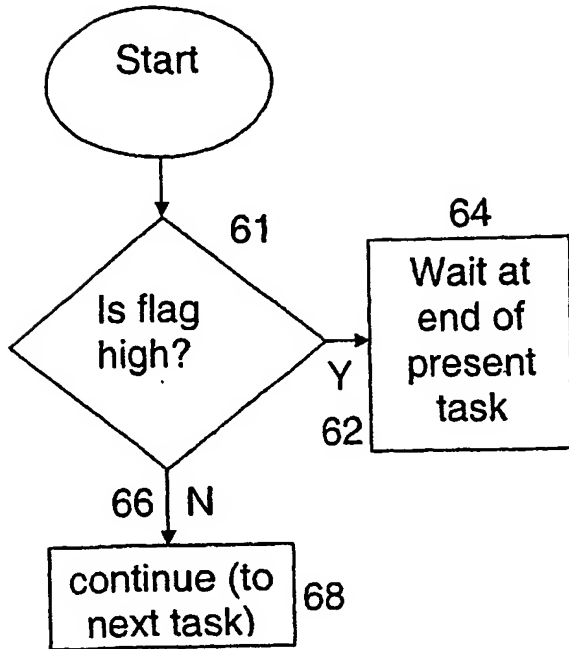 Start
61
Is flag
high?
Y
62
64
Wait at
end of
present
task
66 N
continue (to
next task)
68